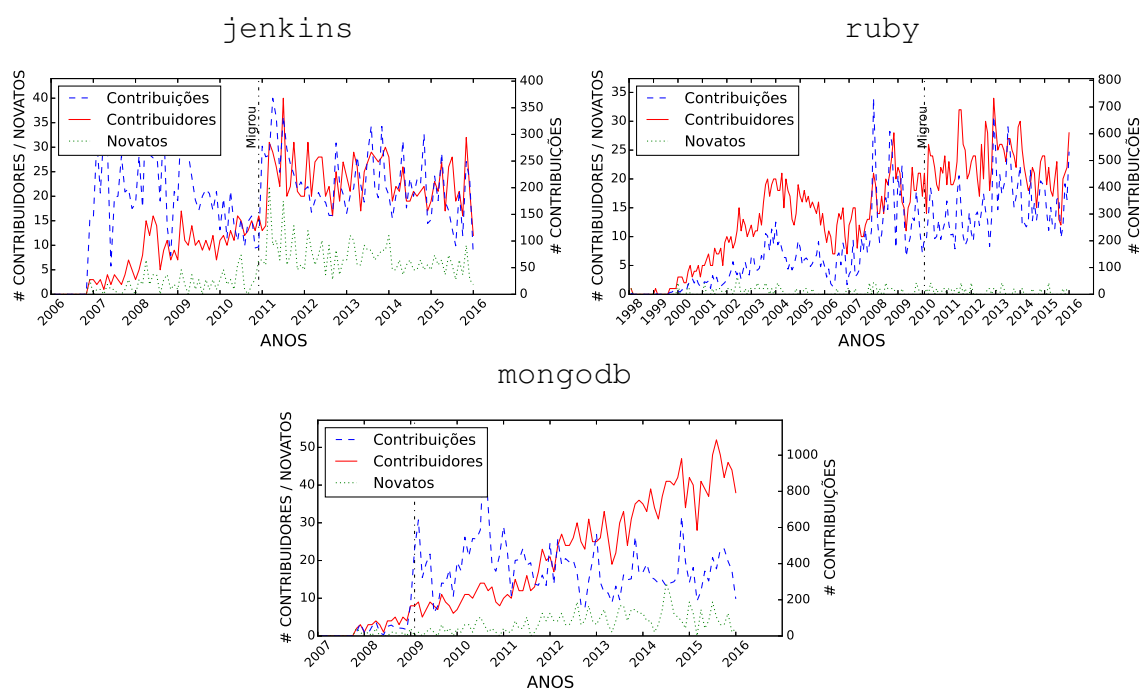 jenkins
# CONTRIBUIDORES / NOVATOS
40
35
30
25
20
15
10
5
0
Contribuições
Contribuidores
Novatos
Migrou
400
350
300
250
200
150
100
50
0
# CONTRIBUIÇÕES
2006 2007 2008 2009 2010 2011 2012 2013 2014 2015 2016
ANOS
ruby
# CONTRIBUIDORES / NOVATOS
35
30
25
20
15
10
5
0
Contribuições
Contribuidores
Novatos
Migrou
800
700
600
500
400
300
200
100
0
# CONTRIBUIÇÕES
1998 1999 2000 2001 2002 2003 2004 2005 2006 2007 2008 2009 2010 2011 2012 2013 2014 2015 2016
ANOS
mongodb
# CONTRIBUIDORES / NOVATOS
50
40
30
20
10
0
Contribuições
Contribuidores
Novatos
1000
800
600
400
200
0
# CONTRIBUIÇÕES
2007 2008 2009 2010 2011 2012 2013 2014 2015 2016
ANOS